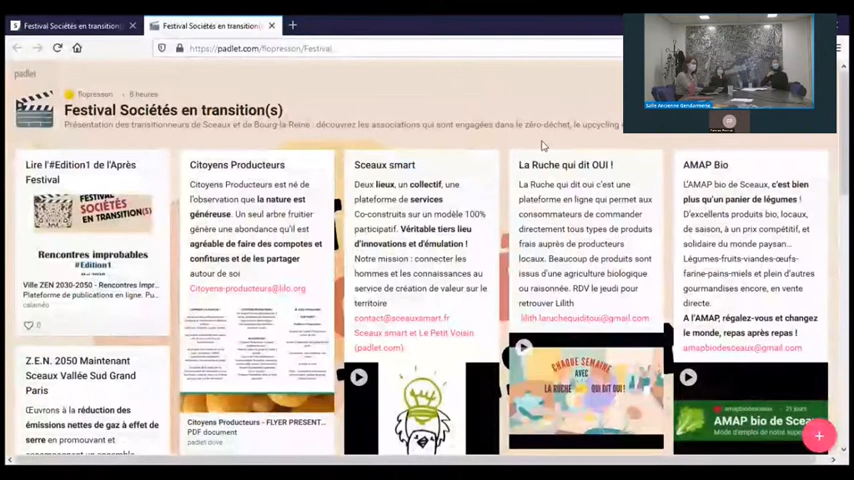 Festival Sociétés en transition(
Festival Sociétés en transition(s)
https://padlet.com/flopresson/Festival
Salle Ancienne Gendarmerie
padlet
flopresson 8 heures
Festival Sociétés en transition(s)
Présentation des transitionneurs de Sceaux et de Bourg-la-Reine : découvrez les associations qui sont engagées dans le zéro-déchet, le upcycling
Lire l'#Edition1 de l'Après
Festival
FESTIVAL
SOCIÉTÉS
EN TRANSITION(S)
Rencontres improbables
#Edition1
Ville ZEN 2030-2050 - Rencontres Impr...
Plateforme de publications en ligne. Pu...
calaméo
0
Z.E.N. 2050 Maintenant
Sceaux Vallée Sud Grand
Paris
Œuvrons à la réduction des
émissions nettes de gaz à effet de
serre en promouvant et
Citoyens Producteurs
Citoyens Producteurs est né de
l'observation que la nature est
généreuse. Un seul arbre fruitier
génère une abondance qu'il est
agréable de faire des compotes et
confitures et de les partager
autour de soi
Citoyens-producteurs@lilo.org
Citoyens Producteurs - FLYER PRESENT...
PDF document
padlet drive
Sceaux smart
Deux lieux, un collectif, une
plateforme de services
Co-construits sur un modèle 100%
participatif. Véritable tiers lieu
d'innovations et d'émulation !
Notre mission : connecter les
hommes et les connaissances au
service de création de valeur sur le
territoire
contact@sceauxsmart.fr
Sceaux smart et Le Petit Voisin
(padlet.com)
La Ruche qui dit OUI !
La Ruche qui dit oui c'est une
plateforme en ligne qui permet aux
consommateurs de commander
directement tous types de produits
frais auprès de producteurs
locaux. Beaucoup de produits sont
issus d'une agriculture biologique
ou raisonnée. RDV le jeudi pour
retrouver Lilith
lilith.laruchequiditoui@gmail.com
CHAQUE SEMAINE
AVEC
LA RUCHE QUI DIT OUI !
AMAP Bio
L'AMAP bio de Sceaux, c'est bien
plus qu'un panier de légumes !
D'excellents produits bio, locaux,
de saison, à un prix compétitif, et
solidaire du monde paysan...
Légumes-fruits-viandes-œufs-
farine-pains-miels et plein d'autres
gourmandises encore, en vente
directe.
A l'AMAP, régalez-vous et changez
le monde, repas après repas !
amapbiodesceaux@gmail.com
amapbiodesceaux 21 jours
AMAP bio de Scea
Mode d'emploi de notre super